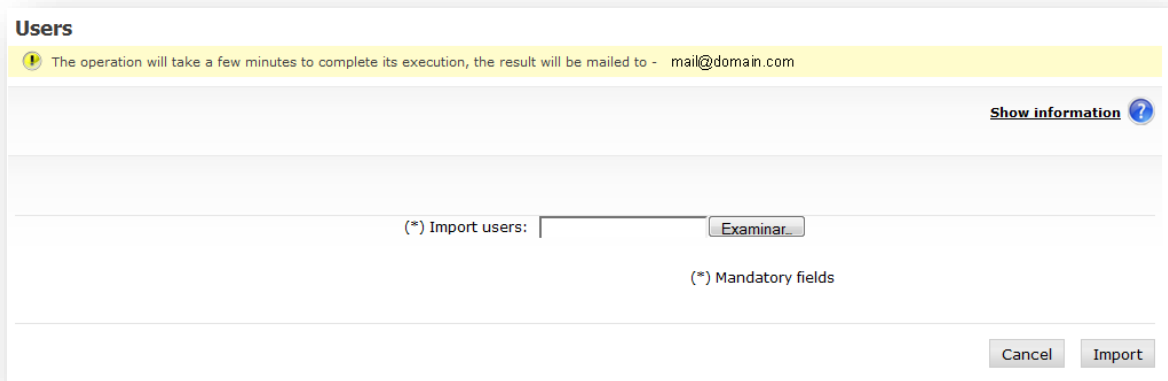 Users
The operation will take a few minutes to complete its execution, the result will be mailed to - mail@domain.com
Show information ?
(*) Import users: Examinar...
(*) Mandatory fields
Cancel Import